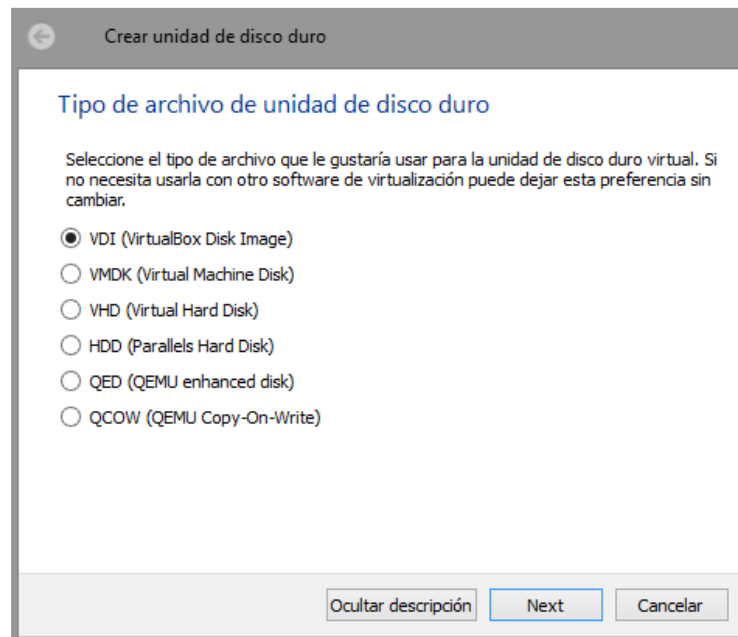 Crear unidad de disco duro
Tipo de archivo de unidad de disco duro
Seleccione el tipo de archivo que le gustaría usar para la unidad de disco duro virtual. Si
no necesita usarla con otro software de virtualización puede dejar esta preferencia sin
cambiar.
VDI (VirtualBox Disk Image)
VMDK (Virtual Machine Disk)
VHD (Virtual Hard Disk)
HDD (Parallels Hard Disk)
QED (QEMU enhanced disk)
QCOW (QEMU Copy-On-Write)
Ocultar descripción Next Cancelar